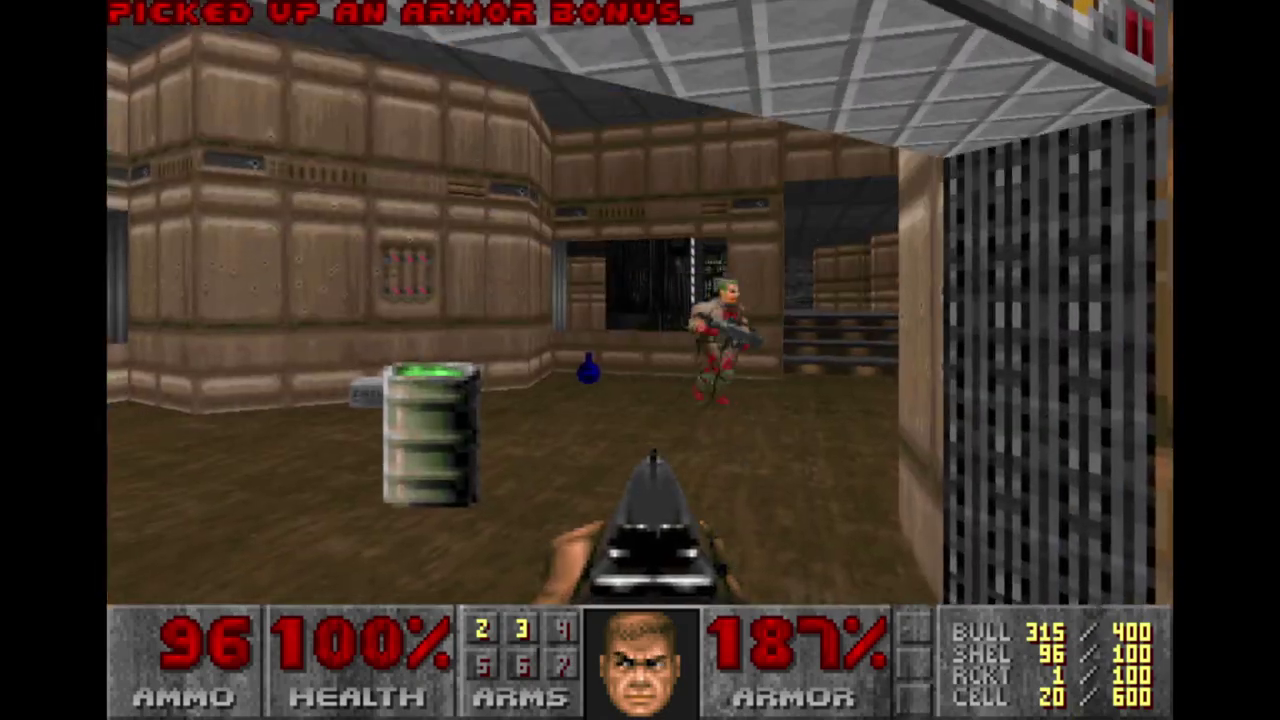 PICKED UP AN ARMOR BONUS.
96 100% 2 3 4 187% BULL 315 / 400
SHEL 96 / 100
5 6 7 RCKT 1 / 100
AMMO HEALTH ARMS ARMOR CELL 20 / 600